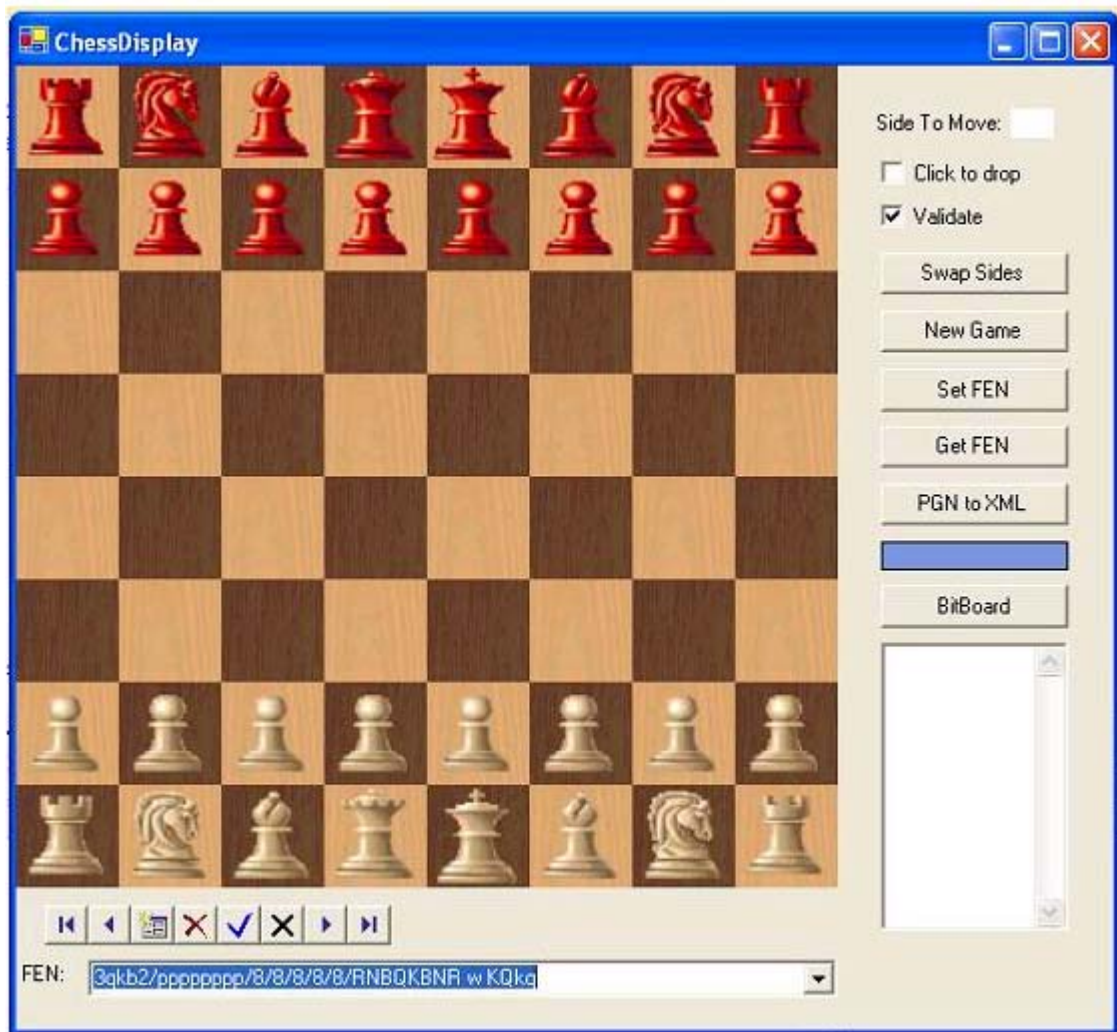 ChessDisplay
Side To Move:
Click to drop
Validate
Swap Sides
New Game
Set FEN
Get FEN
PGN to XML
BitBoard
FEN: 3qkb2/pppppppp/8/8/8/8/8/RNBQKBNR w KQkq